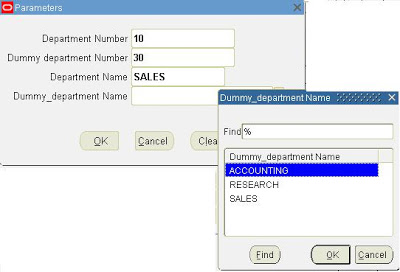 Parameters
Department Number 10
Dummy department Number 30
Department Name SALES
Dummy_department Name
OK Cancel Clea
Dummy_department Name
Find %
Dummy_department Name
ACCOUNTING
RESEARCH
SALES
Find OK Cancel